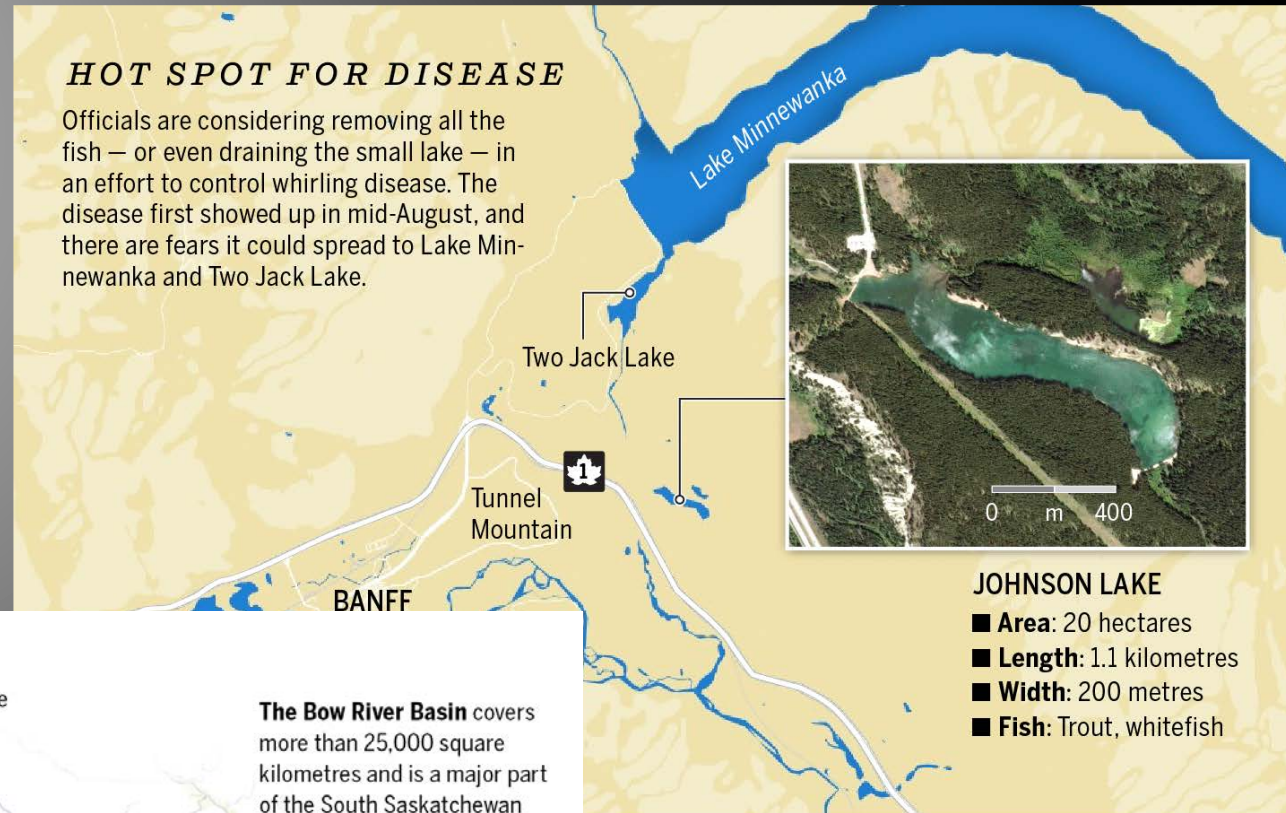 HOT SPOT FOR DISEASE
Officials are considering removing all the
fish — or even draining the small lake — in
an effort to control whirling disease. The
disease first showed up in mid-August, and
there are fears it could spread to Lake Min-
newanka and Two Jack Lake.
Lake Minnewanka
Two Jack Lake
1
Tunnel
Mountain
BANFF
0 m 400
JOHNSON LAKE
■ Area: 20 hectares
■ Length: 1.1 kilometres
■ Width: 200 metres
■ Fish: Trout, whitefish
e
The Bow River Basin covers
more than 25,000 square
kilometres and is a major part
of the South Saskatchewan